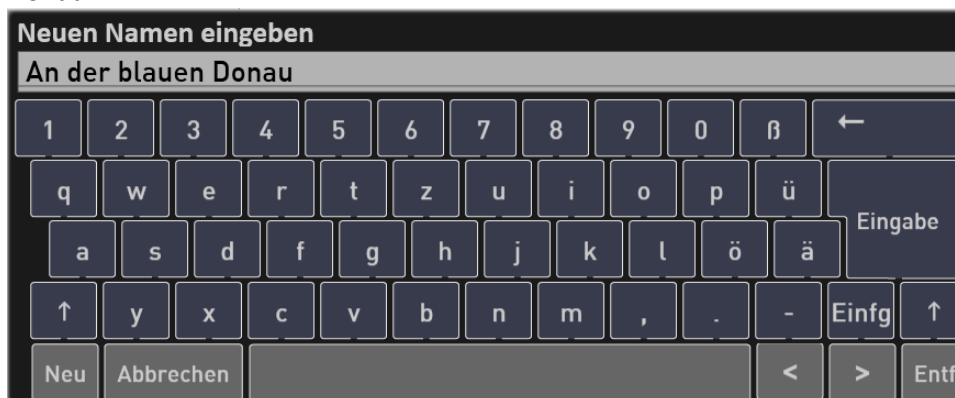 Neuen Namen eingeben
An der blauen Donau
1 2 3 4 5 6 7 8 9 0 ß ←
q w e r t z u i o p ü
Eingabe
a s d f g h j k l ö ä
↑ y x c v b n m , . - Einfg ↑
Neu Abbrechen < > Entf